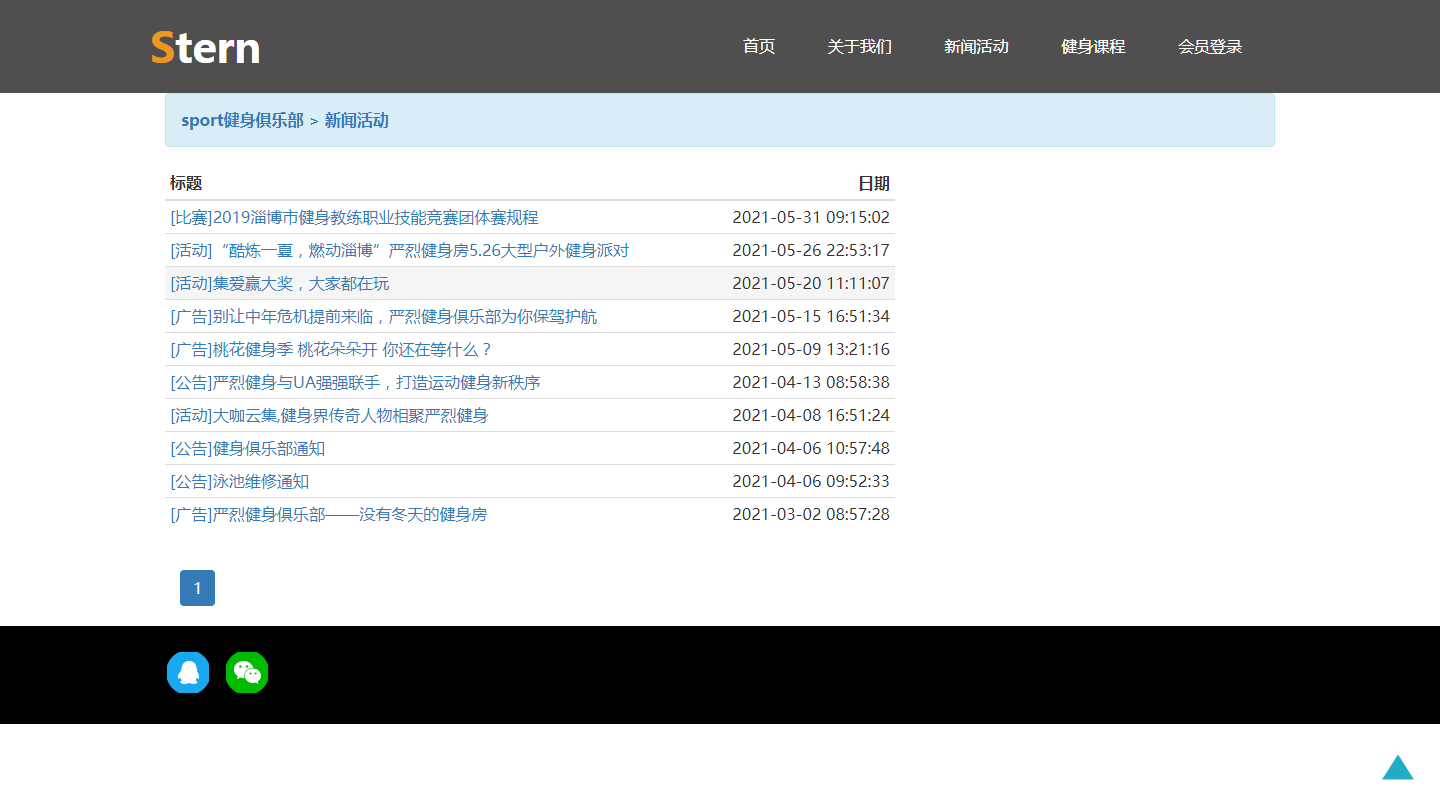 Stern 首页 关于我们 新闻活动 健身课程 会员登录
sport健身俱乐部 > 新闻活动
标题 日期
[比赛]2019淄博市健身教练职业技能竞赛团体赛规程 2021-05-31 09:15:02
[活动]“酷炼一夏，燃动淄博”严烈健身房5.26大型户外健身派对 2021-05-26 22:53:17
[活动]集爱赢大奖，大家都在玩 2021-05-20 11:11:07
[广告]别让中年危机提前来临，严烈健身俱乐部为你保驾护航 2021-05-15 16:51:34
[广告]桃花健身季 桃花朵朵开 你还在等什么？ 2021-05-09 13:21:16
[公告]严烈健身与UA强强联手，打造运动健身新秩序 2021-04-13 08:58:38
[活动]大咖云集,健身界传奇人物相聚严烈健身 2021-04-08 16:51:24
[公告]健身俱乐部通知 2021-04-06 10:57:48
[公告]泳池维修通知 2021-04-06 09:52:33
[广告]严烈健身俱乐部——没有冬天的健身房 2021-03-02 08:57:28
1